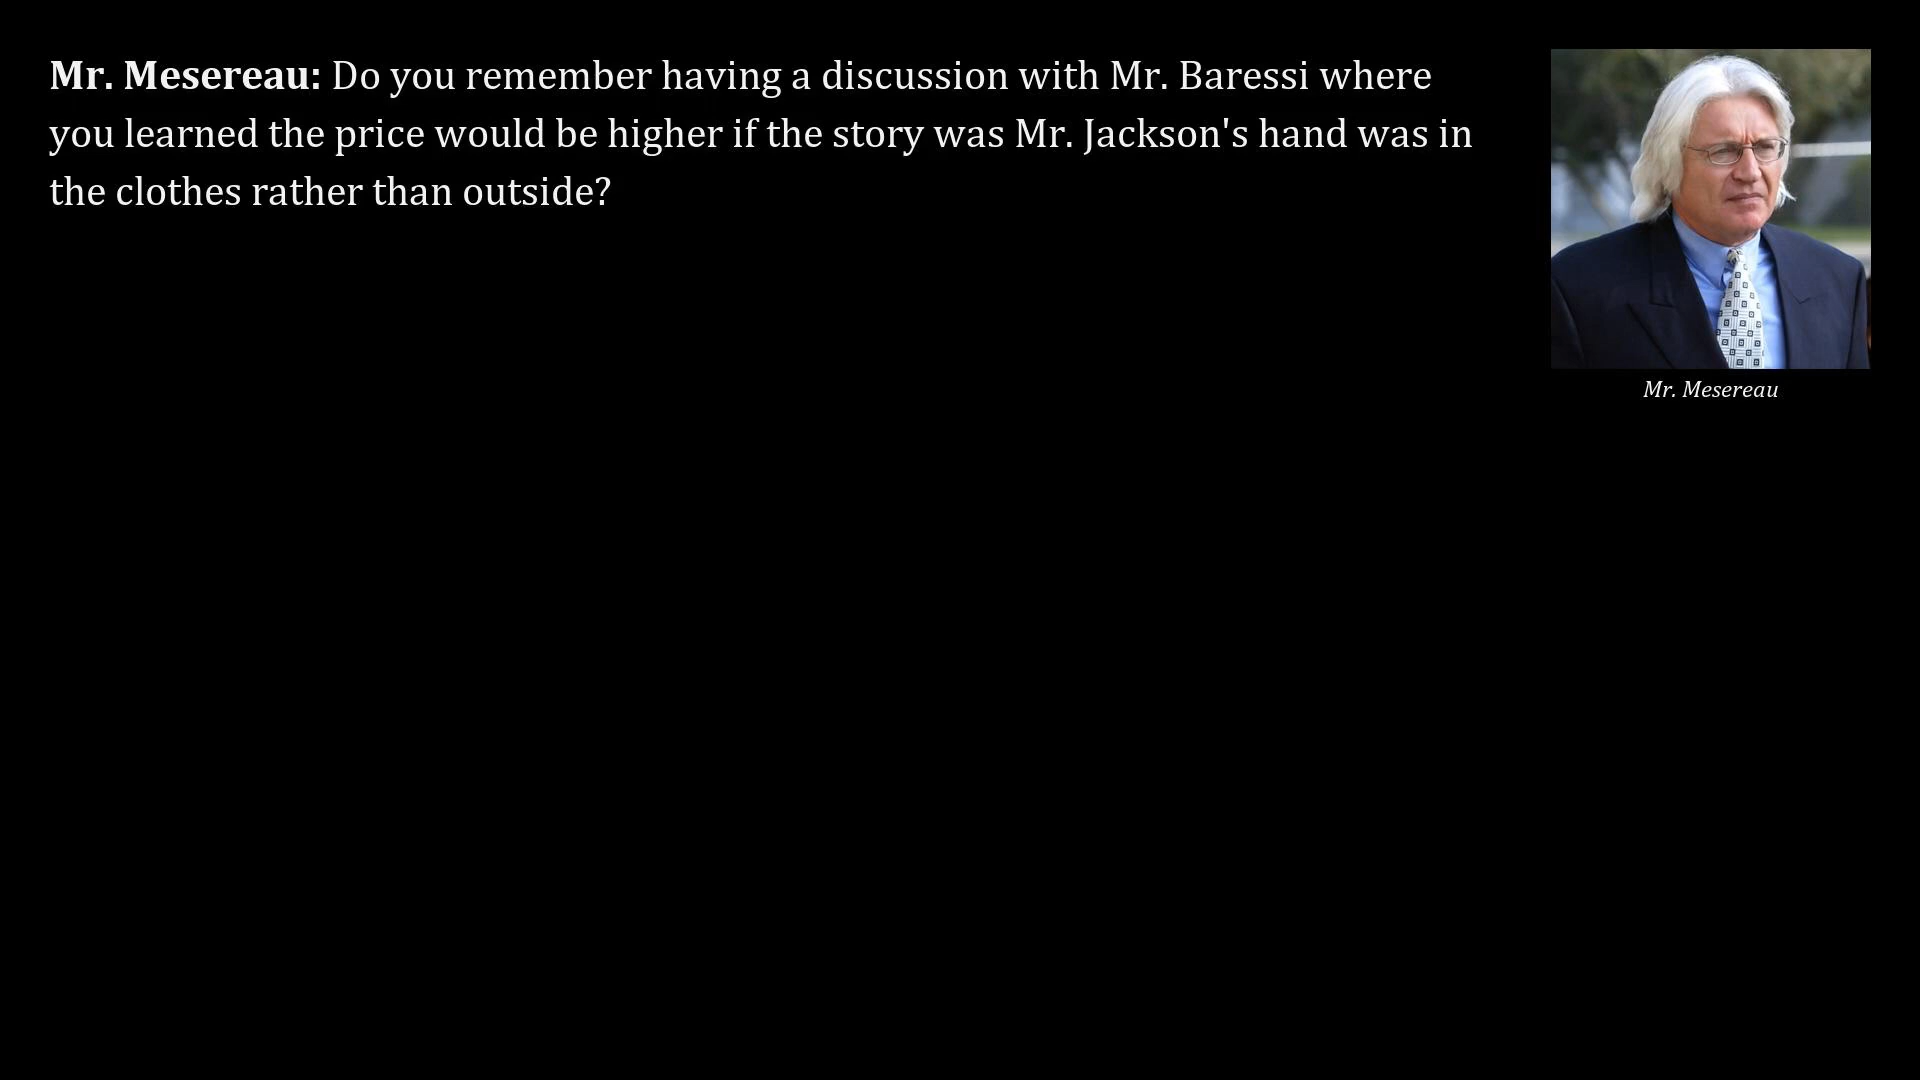 Mr. Mesereau: Do you remember having a discussion with Mr. Baressi where
you learned the price would be higher if the story was Mr. Jackson's hand was in
the clothes rather than outside?
Mr. Mesereau